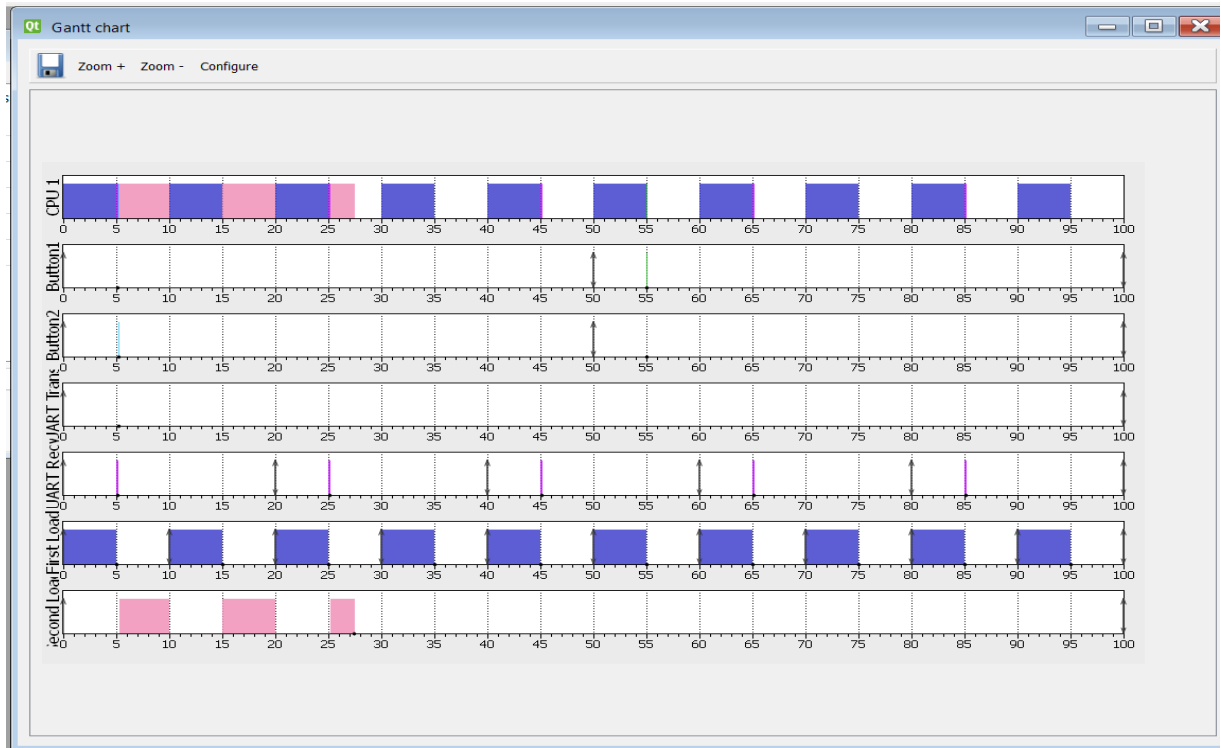 Qt Gantt chart
Zoom + Zoom - Configure
CPU 1
0 5 10 15 20 25 30 35 40 45 50 55 60 65 70 75 80 85 90 95 100
Button1
0 5 10 15 20 25 30 35 40 45 50 55 60 65 70 75 80 85 90 95 100
Button2
0 5 10 15 20 25 30 35 40 45 50 55 60 65 70 75 80 85 90 95 100
UART Trans
0 5 10 15 20 25 30 35 40 45 50 55 60 65 70 75 80 85 90 95 100
UART Recv
0 5 10 15 20 25 30 35 40 45 50 55 60 65 70 75 80 85 90 95 100
First Load
0 5 10 15 20 25 30 35 40 45 50 55 60 65 70 75 80 85 90 95 100
econd Load
0 5 10 15 20 25 30 35 40 45 50 55 60 65 70 75 80 85 90 95 100